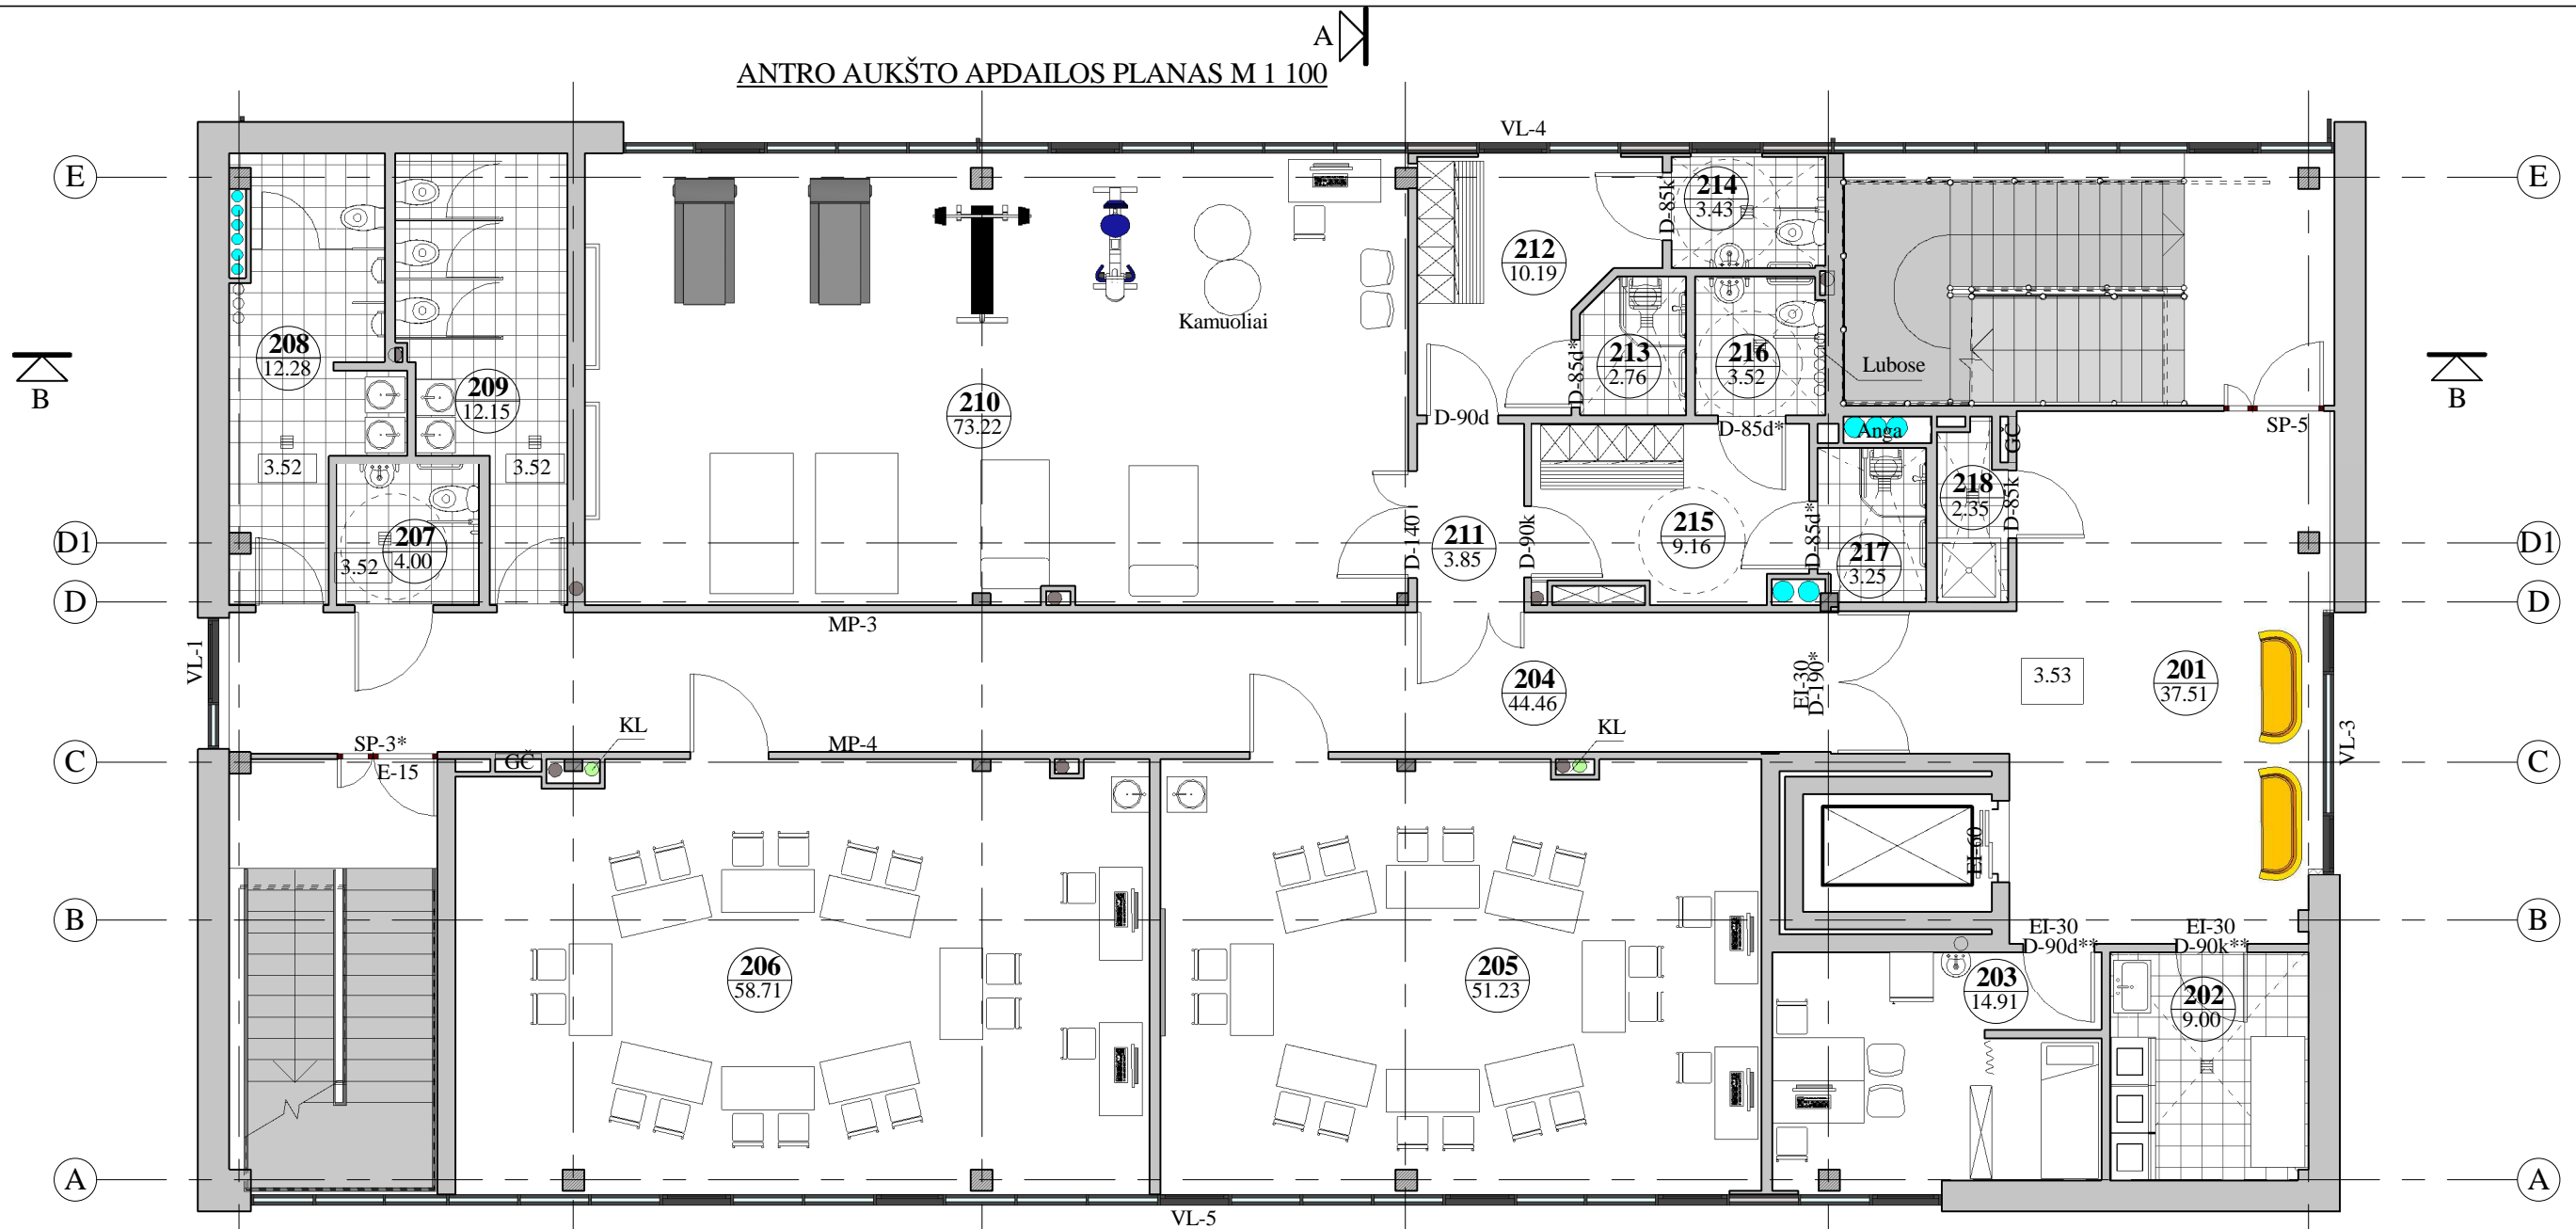 A
ANTRO AUKŠTO APDAILOS PLANAS M 1 100
VL-4
E
E
D-85k
214
3.43
212
10.19
Kamuoliai
208
12.28
209
12.15
213
2.76
216
3.52
Lubose
D-85d*
B
B
210
73.22
D-90d
D-85d*
Anga
GČ
SP-5
3.52
3.52
218
2.35
D-85k
D1
207
4.00
3.52
D-140
211
3.85
D-90k
215
9.16
D-85d*
217
3.25
D1
D
D
MP-3
VL-1
204
44.46
EI-30
D-190*
3.53
201
37.51
VL-3
KL
KL
SP-3*
E-15
MP-4
GČ
C
C
EI-60
B
B
EI-30
D-90d**
EI-30
D-90k**
206
58.71
205
51.23
203
14.91
202
9.00
A
A
VL-5